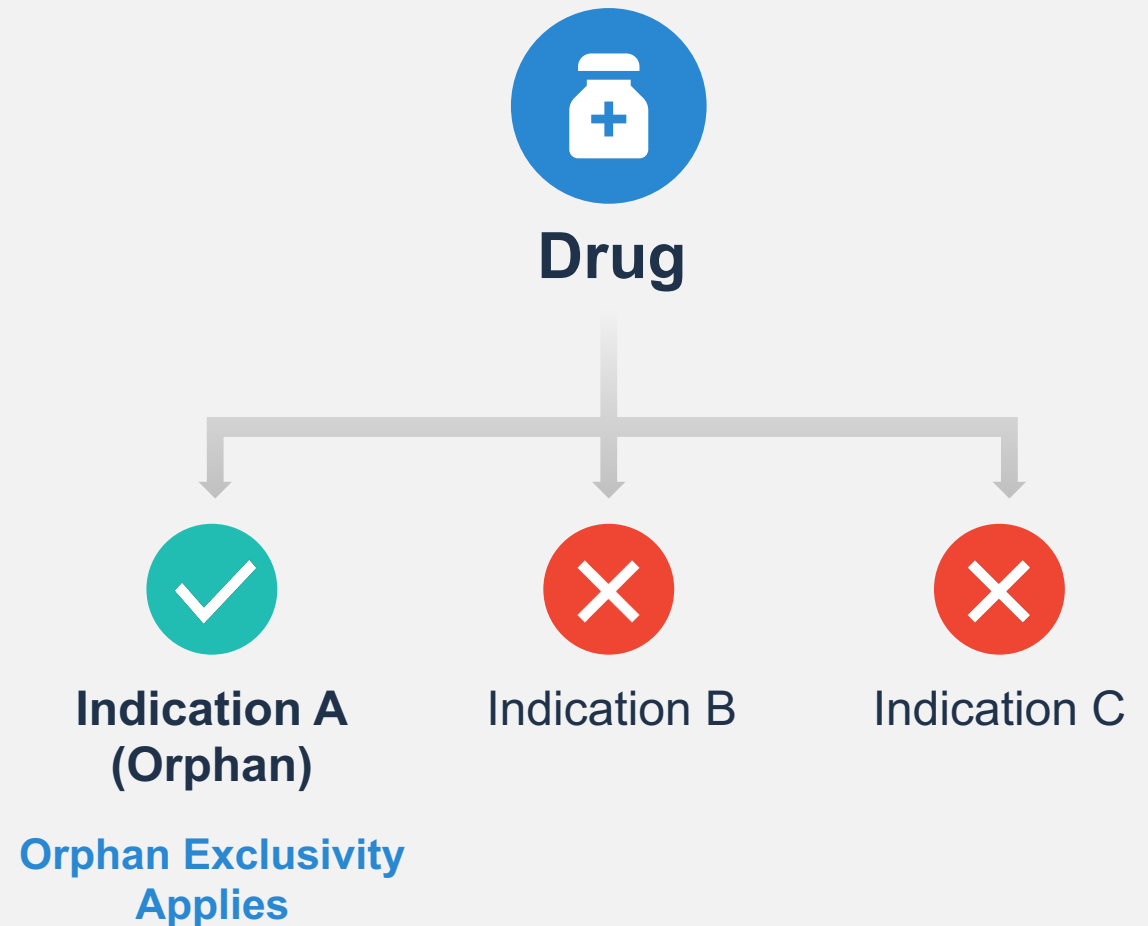 Drug
Indication A
(Orphan)
Indication B
Indication C
Orphan Exclusivity
Applies